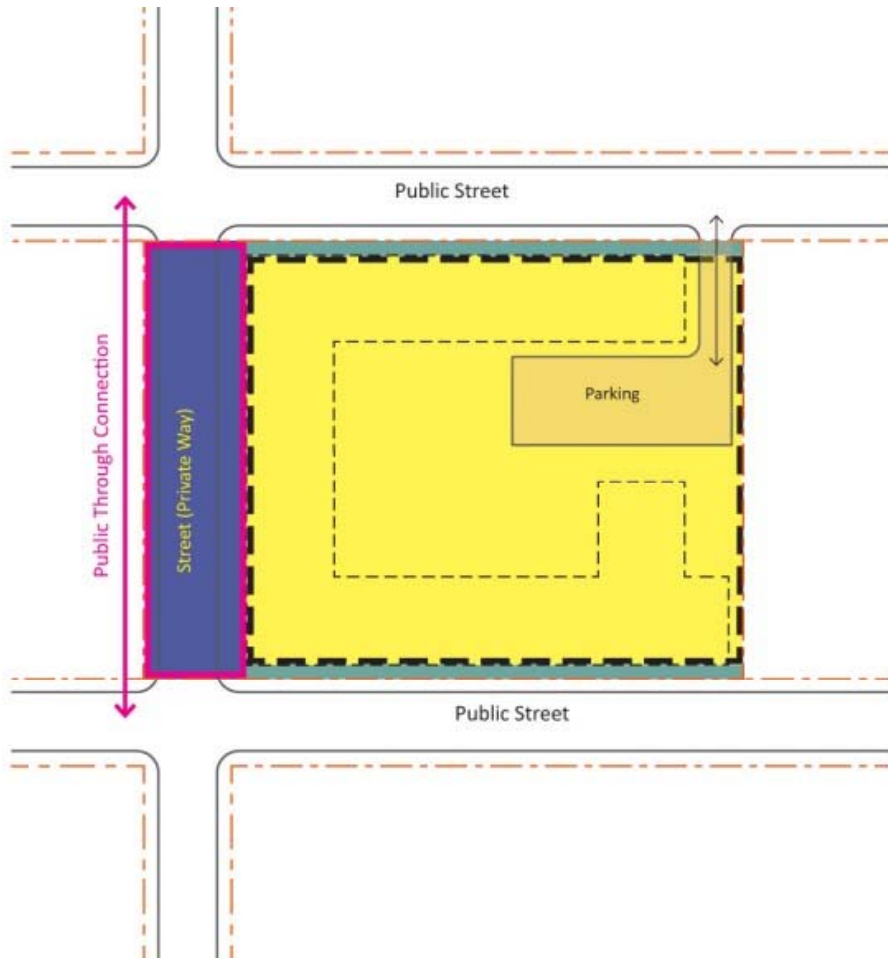 Public Street
Public Through Connection
Street (Private Way)
Parking
Public Street